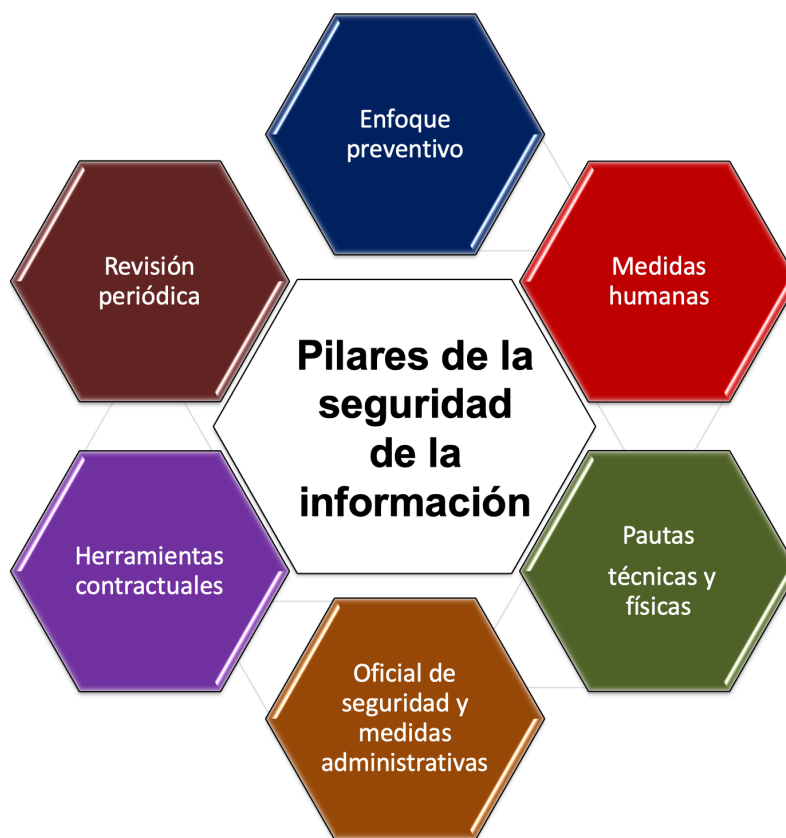 Enfoque
preventivo
Revisión
periódica
Medidas
humanas
Pilares de la
seguridad
de la
información
Herramientas
contractuales
Pautas
técnicas y
físicas
Oficial de
seguridad y
medidas
administrativas